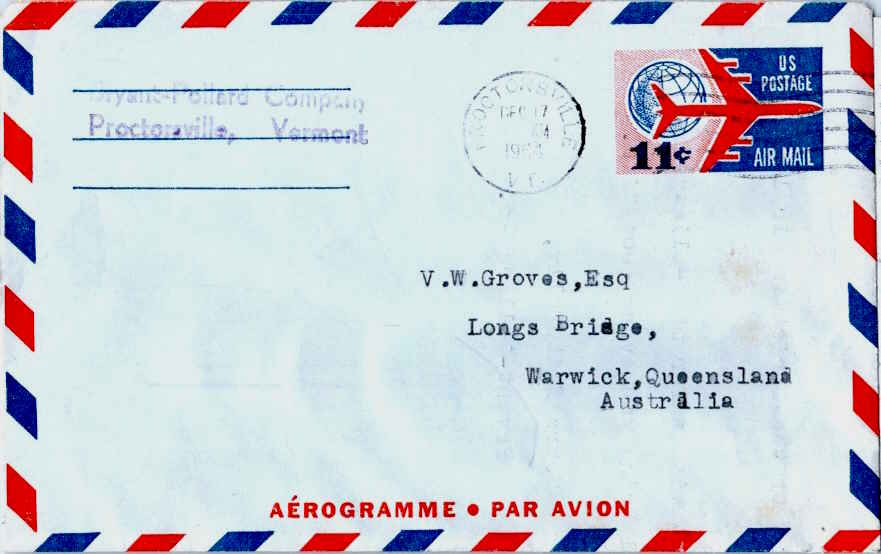 Bryant-Pollard Company
Proctorsville, Vermont
PROCTORSVILLE
DEC 17
VT.
US
POSTAGE
11¢
AIR MAIL
V.W.Groves,Esq
Longs Bridge,
Warwick,Queensland
Australia
AÉROGRAMME • PAR AVION